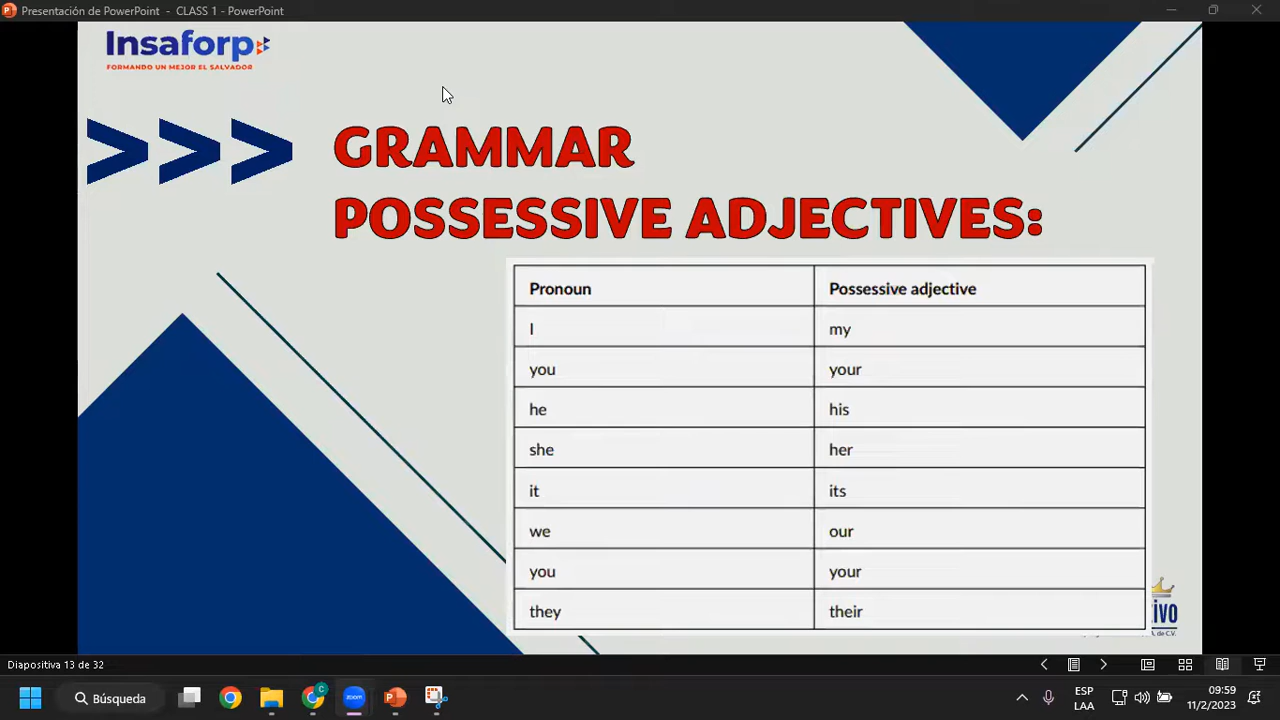 Presentación de PowerPoint - CLASS 1 - PowerPoint
Insaforp
FORMANDO UN MEJOR EL SALVADOR
>>> GRAMMAR
POSSESSIVE ADJECTIVES:
Pronoun Possessive adjective
I my
you your
he his
she her
it its
we our
you your
they their
Diapositiva 13 de 32
Búsqueda
ESP
LAA
09:59
11/2/2023